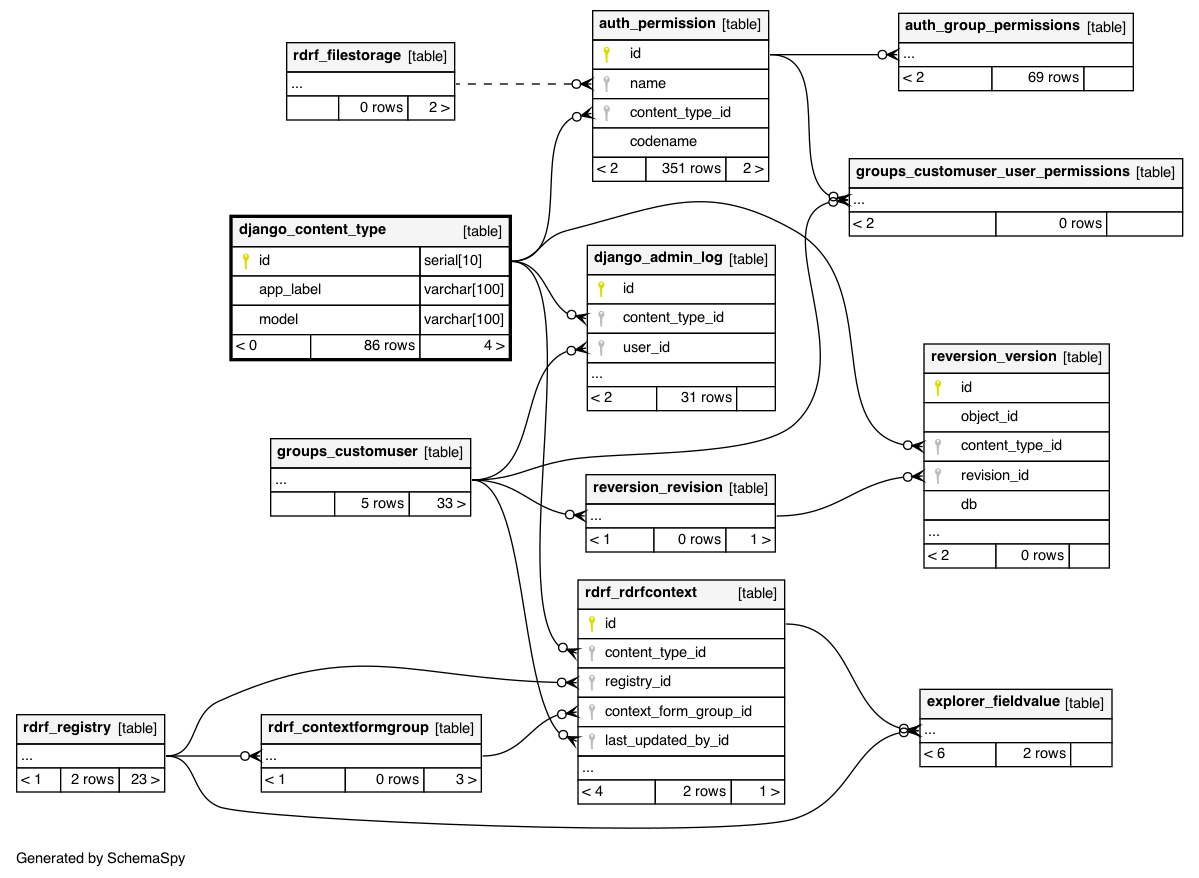 auth_permission [table]
id
name
content_type_id
codename
< 2 351 rows 2 >
auth_group_permissions [table]
...
< 2 69 rows
rdrf_filestorage [table]
...
0 rows 2 >
groups_customuser_user_permissions [table]
...
< 2 0 rows
django_content_type [table]
id serial[10]
app_label varchar[100]
model varchar[100]
< 0 86 rows 4 >
django_admin_log [table]
id
content_type_id
user_id
...
< 2 31 rows
reversion_version [table]
id
object_id
content_type_id
revision_id
db
...
< 2 0 rows
groups_customuser [table]
...
5 rows 33 >
reversion_revision [table]
...
< 1 0 rows 1 >
rdrf_rdrfcontext [table]
id
content_type_id
registry_id
context_form_group_id
last_updated_by_id
...
< 4 2 rows 1 >
explorer_fieldvalue [table]
...
< 6 2 rows
rdrf_registry [table]
...
< 1 2 rows 23 >
rdrf_contextformgroup [table]
...
< 1 0 rows 3 >
Generated by SchemaSpy